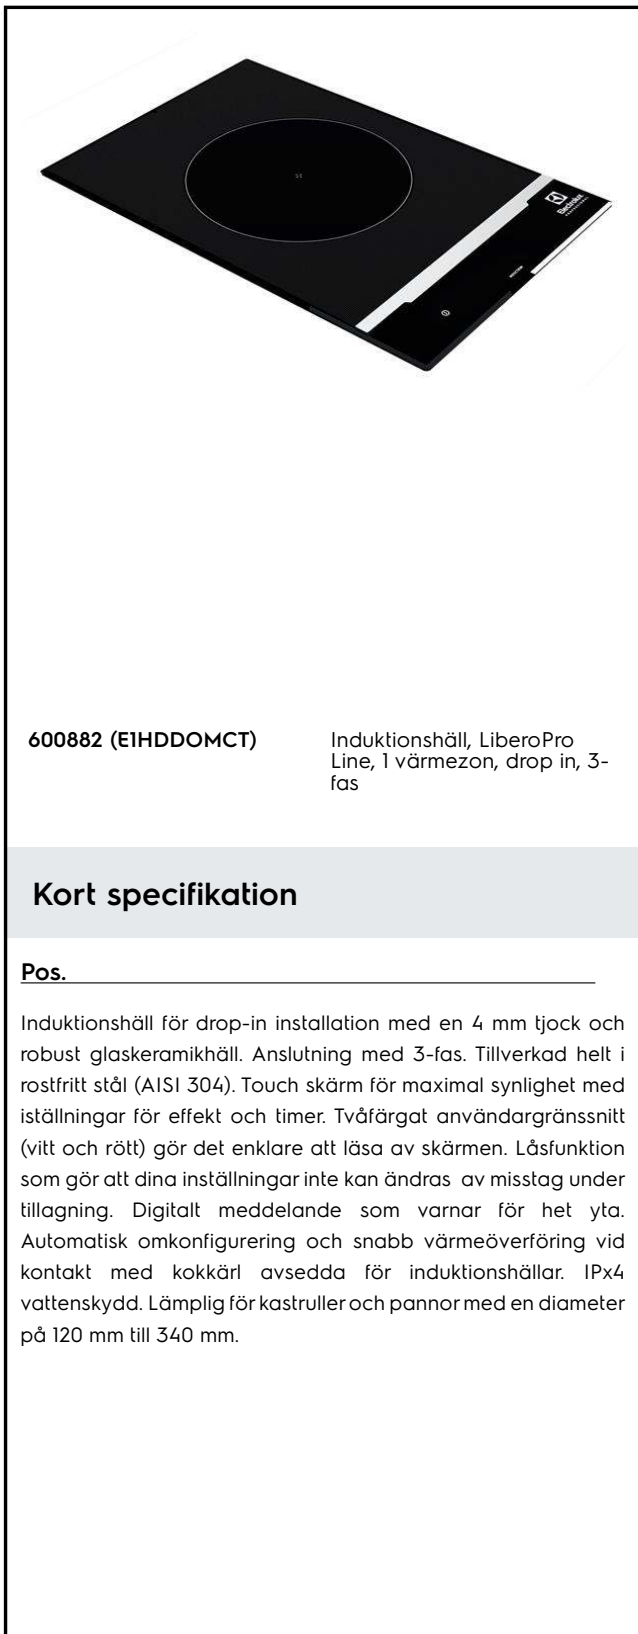 Electrolux
PROFESSIONAL
600882 (E1HDDOMCT)
Induktionshäll, LiberoPro
Line, 1 värmezon, drop in, 3-
fas
Kort specifikation
Pos.
Induktionshäll för drop-in installation med en 4 mm tjock och
robust glaskeramikhäll. Anslutning med 3-fas. Tillverkad helt i
rostfritt stål (AISI 304). Touch skärm för maximal synlighet med
iställningar för effekt och timer. Tvåfärgat användargränssnitt
(vitt och rött) gör det enklare att läsa av skärmen. Låsfunktion
som gör att dina inställningar inte kan ändras  av misstag under
tillagning. Digitalt meddelande som varnar för het yta.
Automatisk omkonfigurering och snabb värmeöverföring vid
kontakt med kokkärl avsedda för induktionshällar. IPx4
vattenskydd. Lämplig för kastruller och pannor med en diameter
på 120 mm till 340 mm.